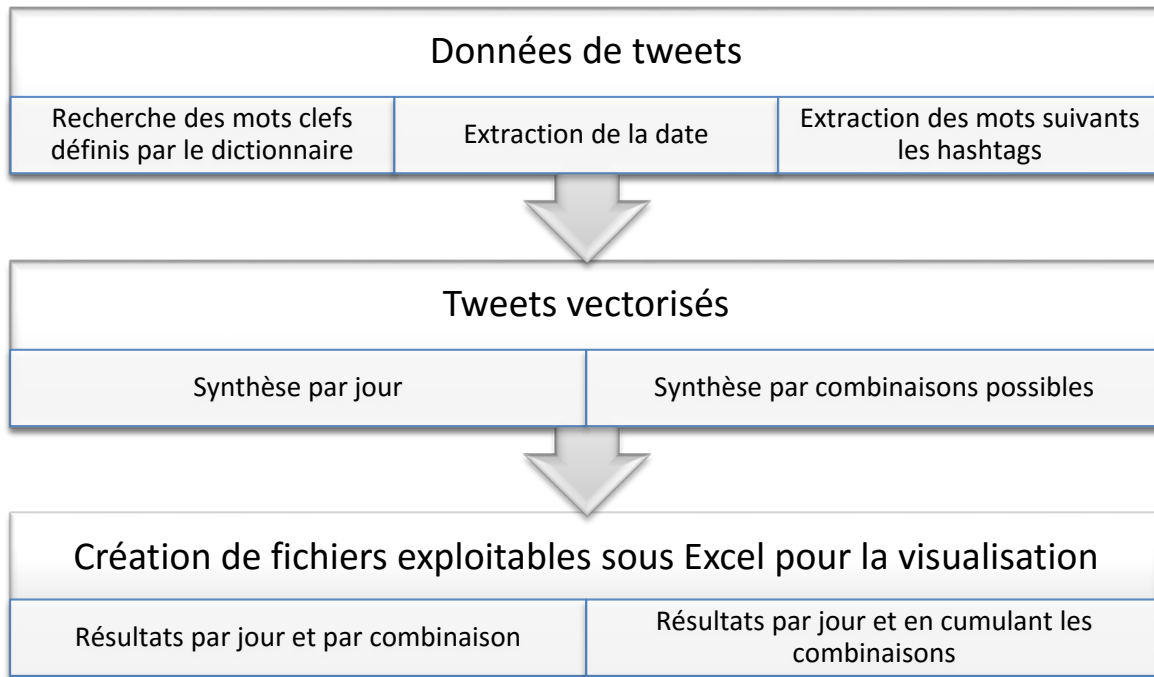 Données de tweets
Recherche des mots clefs
définis par le dictionnaire
Extraction de la date
Extraction des mots suivants
les hashtags
Tweets vectorisés
Synthèse par jour
Synthèse par combinaisons possibles
Création de fichiers exploitables sous Excel pour la visualisation
Résultats par jour et par combinaison
Résultats par jour et en cumulant les
combinaisons